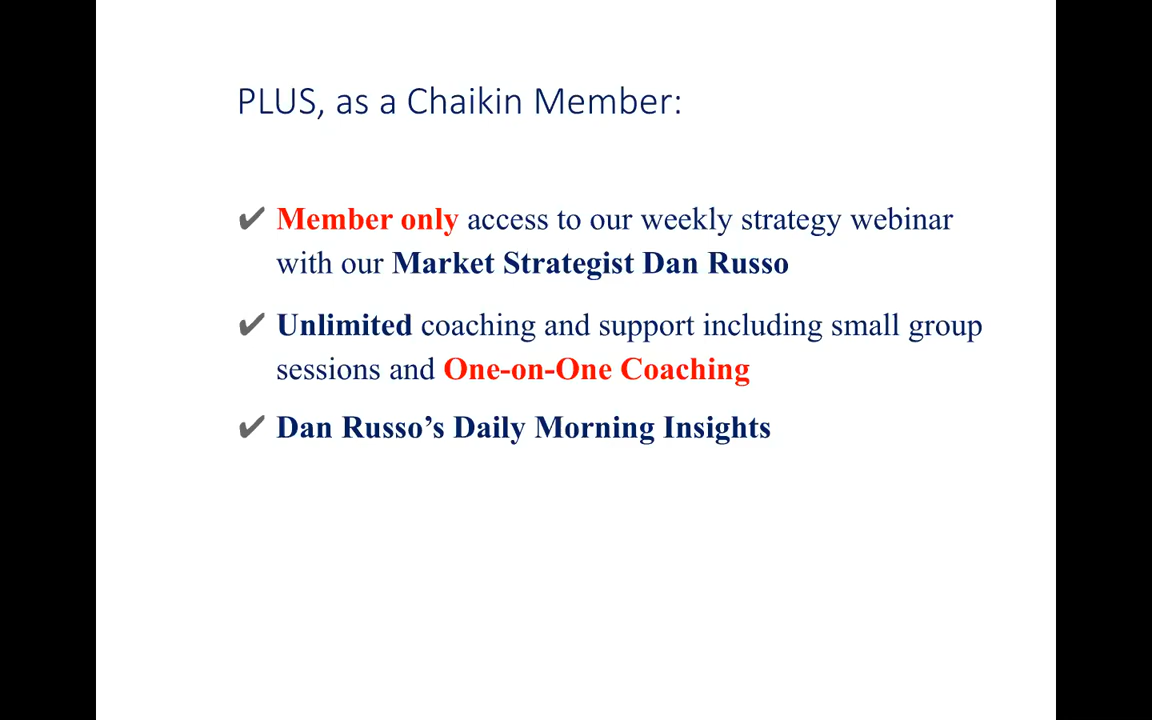 PLUS, as a Chaikin Member:
✔ Member only access to our weekly strategy webinar
with our Market Strategist Dan Russo
✔ Unlimited coaching and support including small group
sessions and One-on-One Coaching
✔ Dan Russo’s Daily Morning Insights